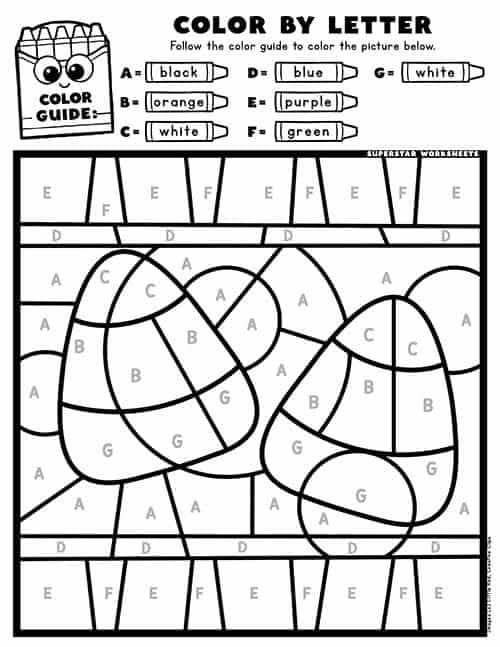 COLOR BY LETTER
Follow the color guide to color the picture below.
COLOR
GUIDE:
A= black D= blue G= white
B= orange E= purple
C= white F= green
SUPERSTAR WORKSHEETS
E F E F E F E F E
D D D D
A C C A A A A A
A B B A C C A
A B A B B B
G G G G
A A A A A A G A
D D D D D
E F E F E F E F E